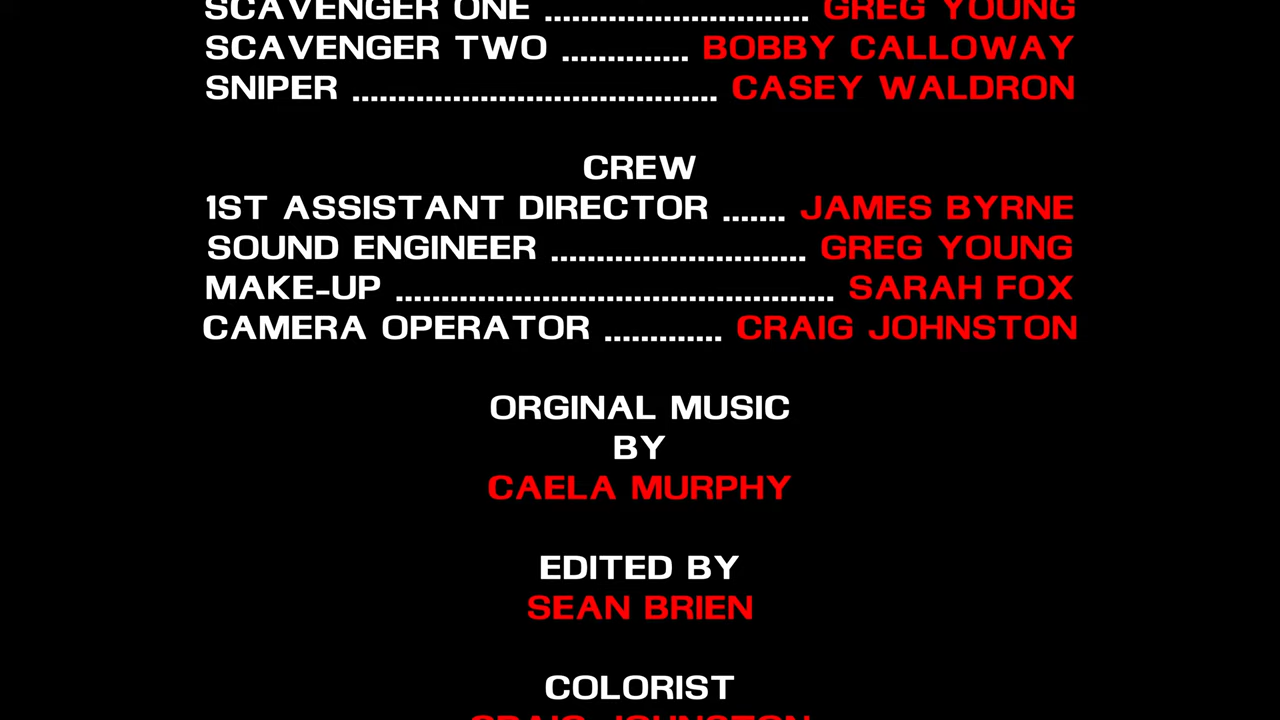 SCAVENGER ONE ............................. GREG YOUNG
SCAVENGER TWO .............. BOBBY CALLOWAY
SNIPER ........................................ CASEY WALDRON
CREW
1ST ASSISTANT DIRECTOR ....... JAMES BYRNE
SOUND ENGINEER ............................ GREG YOUNG
MAKE-UP ................................................ SARAH FOX
CAMERA OPERATOR ............. CRAIG JOHNSTON
ORGINAL MUSIC
BY
CAELA MURPHY
EDITED BY
SEAN BRIEN
COLORIST
CRAIG JOHNSTON